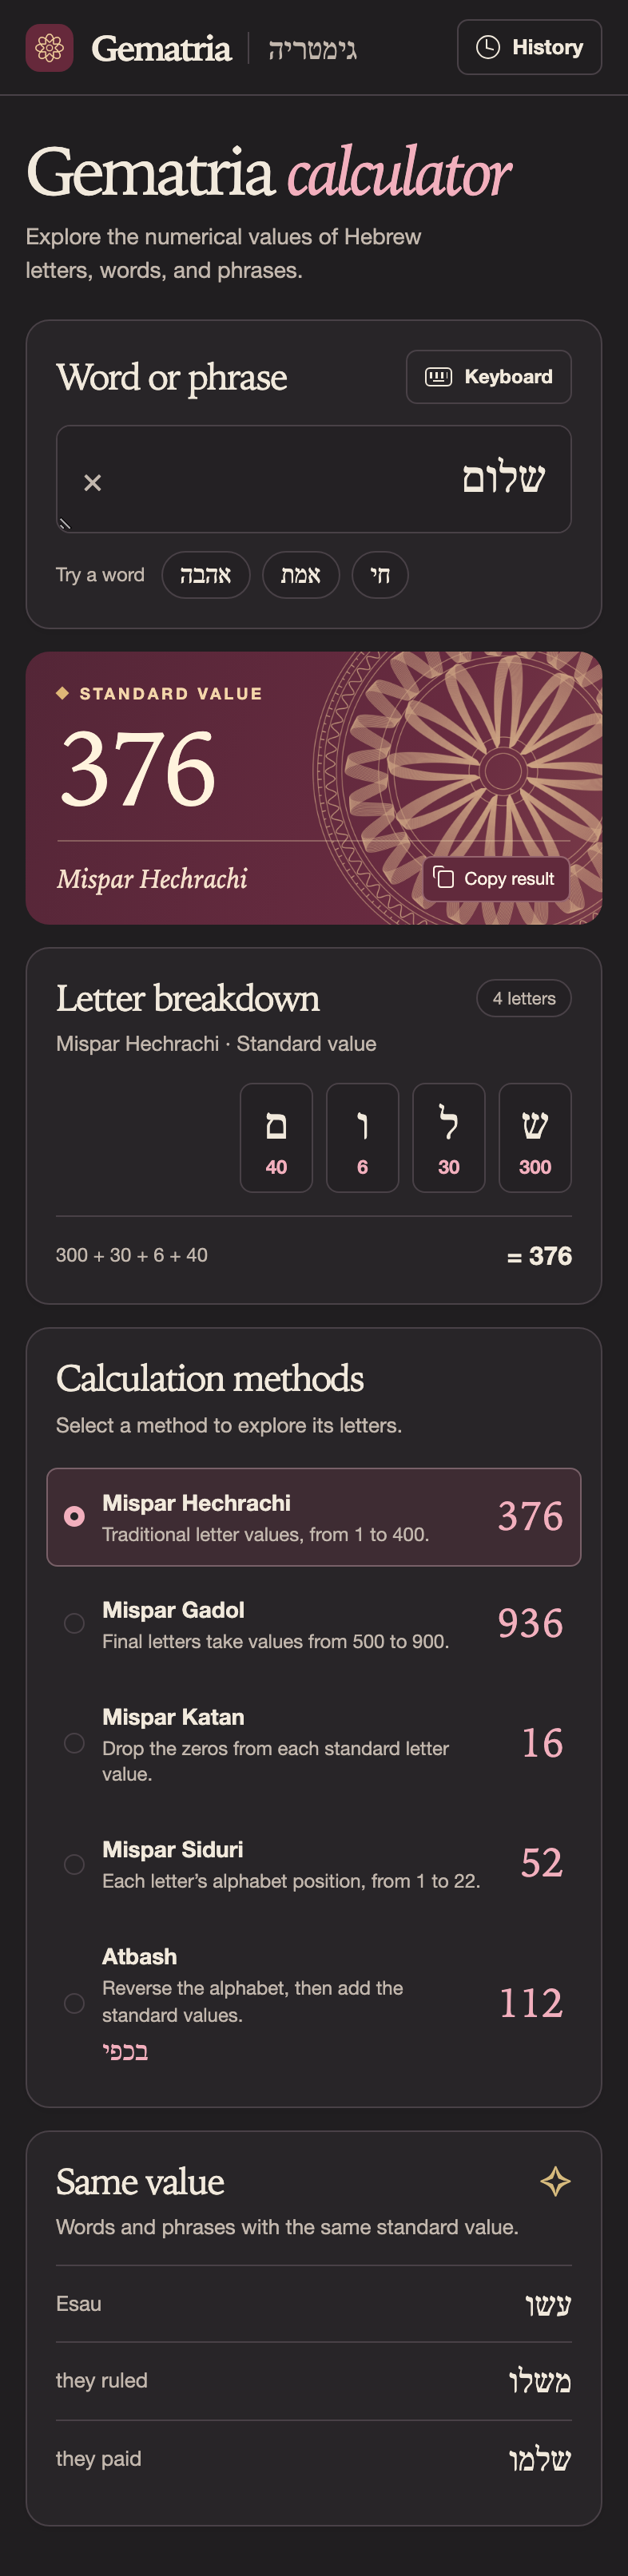 Gematria | גימטריה
History
Gematria calculator
Explore the numerical values of Hebrew
letters, words, and phrases.
Word or phrase
Keyboard
שלום
Try a word אהבה אמת חי
STANDARD VALUE
376
Mispar Hechrachi
Copy result
Letter breakdown
4 letters
Mispar Hechrachi · Standard value
ש ל ו ם
300 30 6 40
300 + 30 + 6 + 40 = 376
Calculation methods
Select a method to explore its letters.
Mispar Hechrachi
Traditional letter values, from 1 to 400.
376
Mispar Gadol
Final letters take values from 500 to 900.
936
Mispar Katan
Drop the zeros from each standard letter
value.
16
Mispar Siduri
Each letter’s alphabet position, from 1 to 22.
52
Atbash
Reverse the alphabet, then add the
standard values.
בכפי
112
Same value
Words and phrases with the same standard value.
Esau עשו
they ruled משלו
they paid שלמו